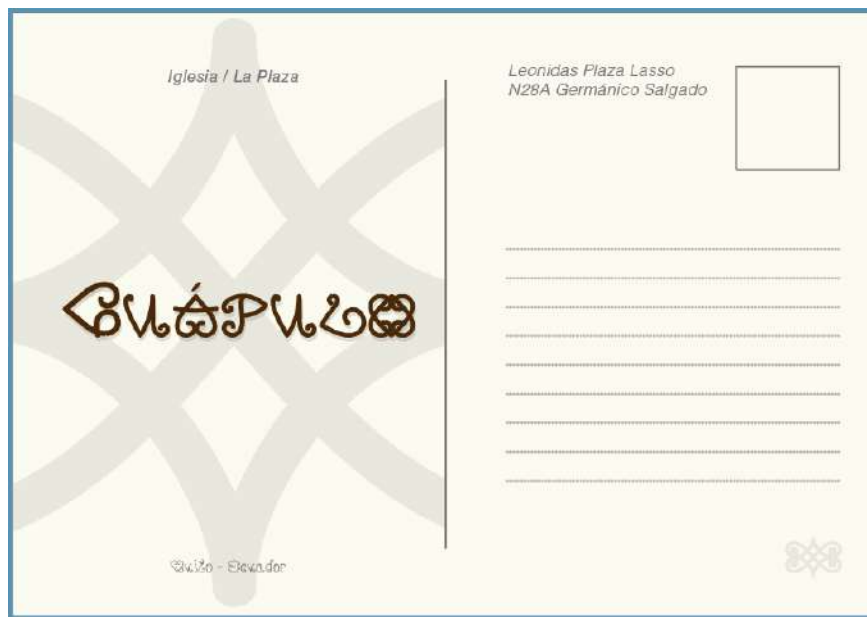 Iglesia / La Plaza
GUÁPULO
Quito - Ecuador
Leonidas Plaza Lasso
N28A Germánico Salgado